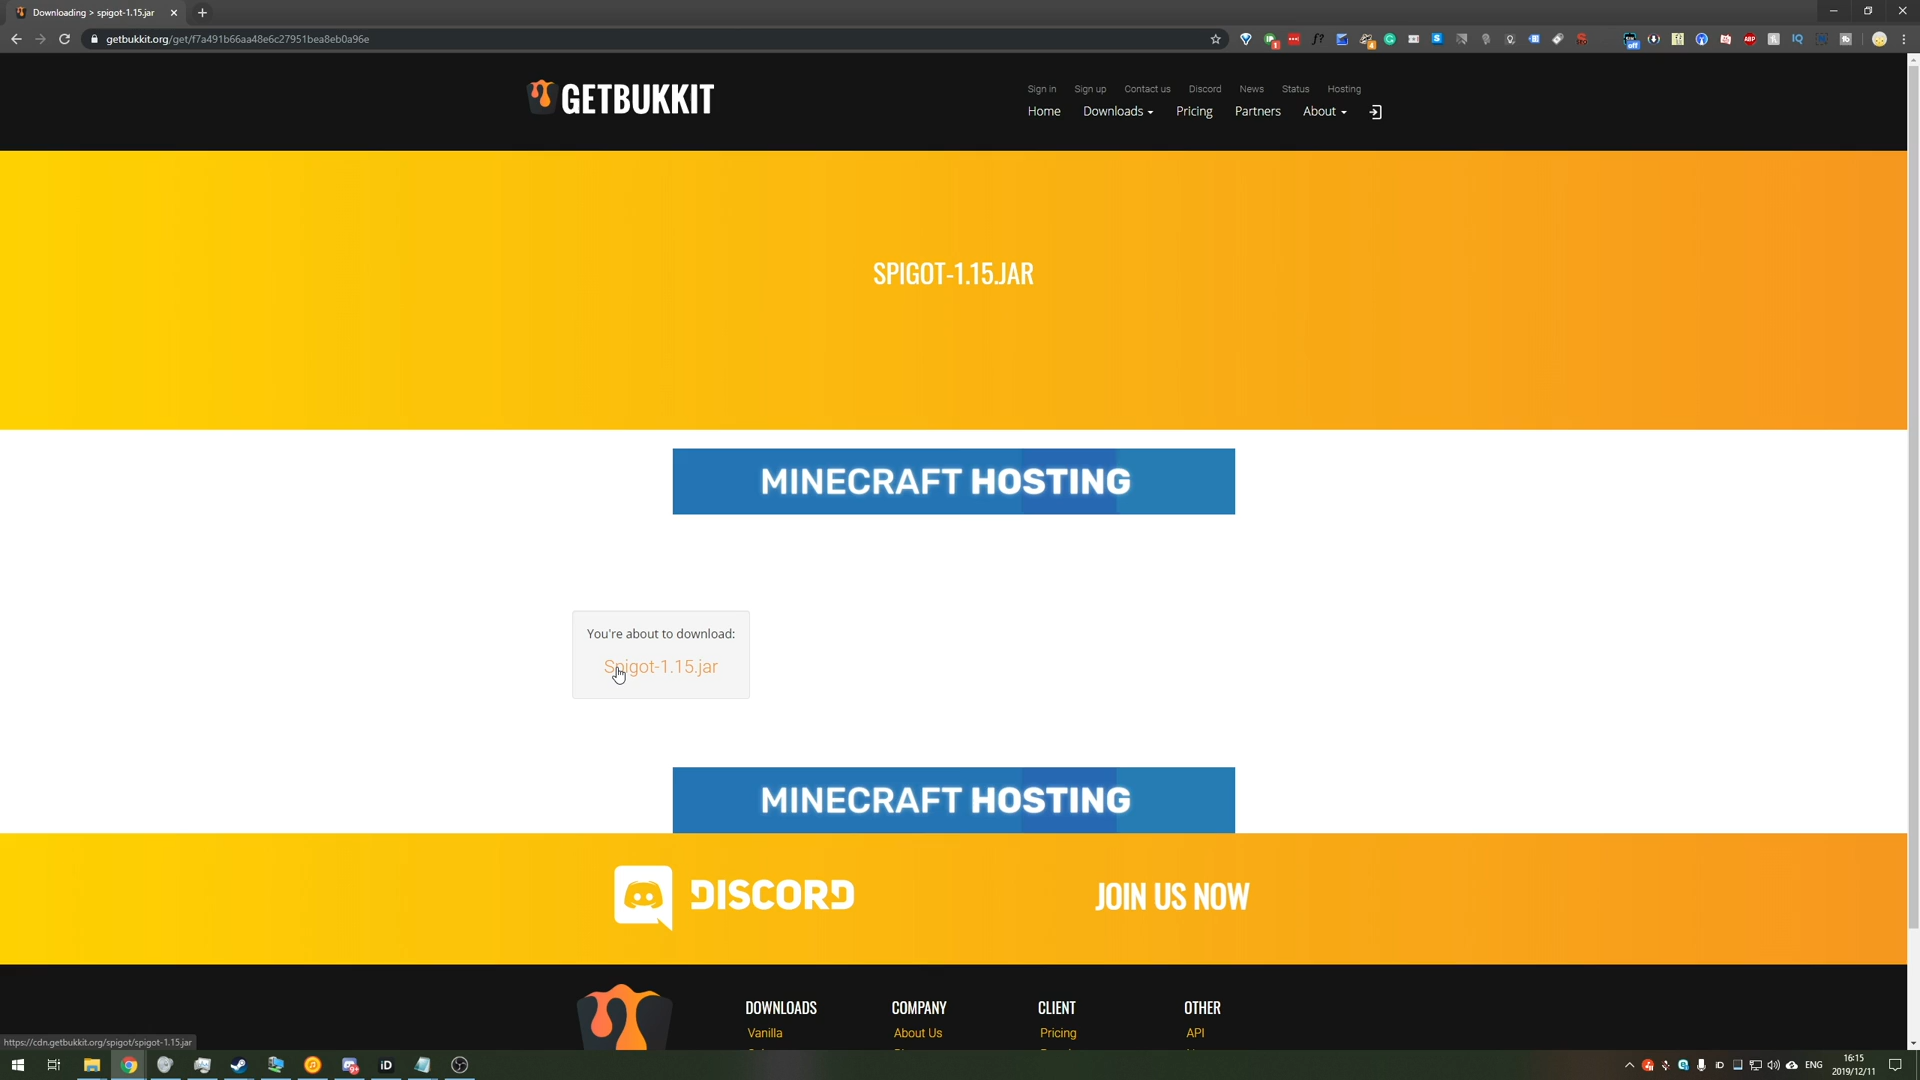 Downloading > spigot-1.15.jar
getbukkit.org/get/f7a491b66aa48e6c27951bea8eb0a96e
GETBUKKIT
Sign in Sign up Contact us Discord News Status Hosting
Home Downloads Pricing Partners About
SPIGOT-1.15.JAR
MINECRAFT HOSTING
You're about to download:
Spigot-1.15.jar
MINECRAFT HOSTING
DISCORD JOIN US NOW
DOWNLOADS COMPANY CLIENT OTHER
Vanilla About Us Pricing API
https://cdn.getbukkit.org/spigot/spigot-1.15.jar
ENG
16:15
2019/12/11